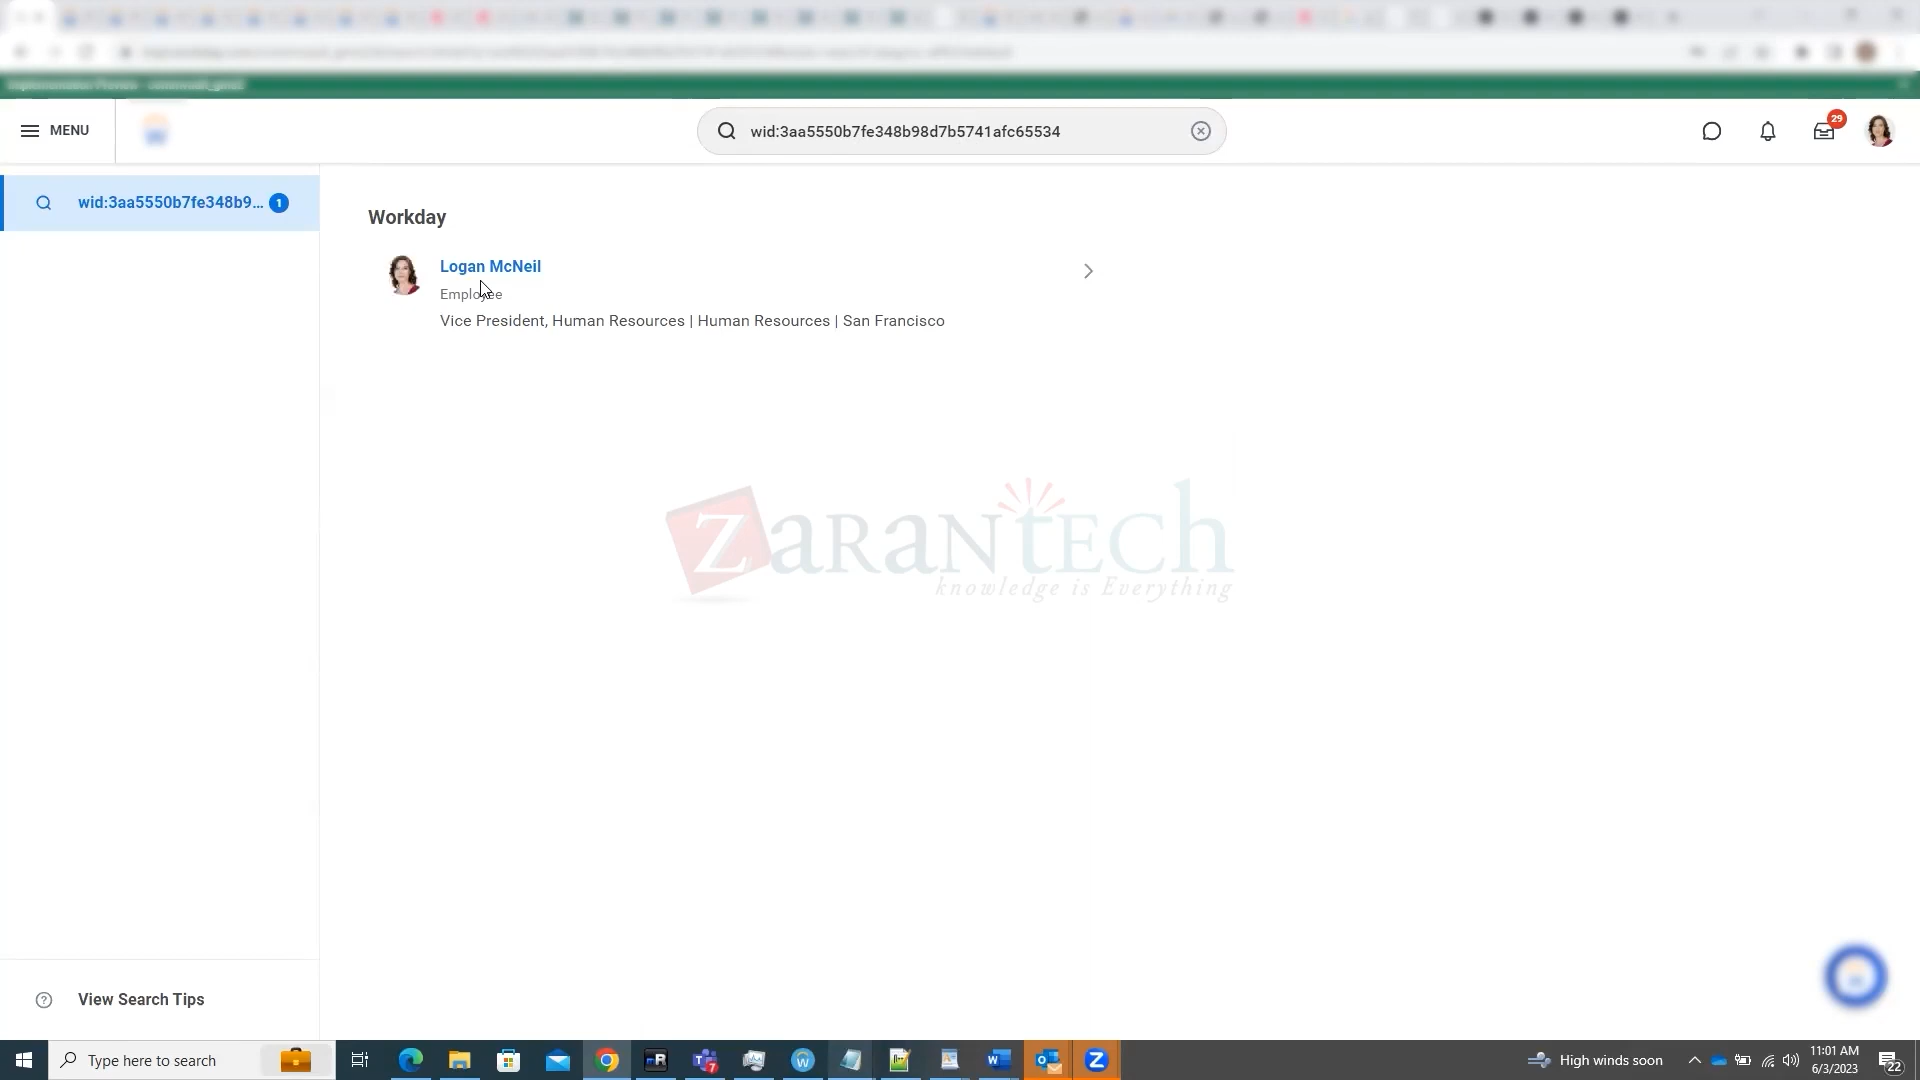 MENU
wid:3aa5550b7fe348b98d7b5741afc65534
29
wid:3aa5550b7fe348b9... 1
Workday
Logan McNeil
Employee
Vice President, Human Resources | Human Resources | San Francisco
ZaranTech
knowledge is Everything
View Search Tips
Type here to search
High winds soon
11:01 AM
6/3/2023
22